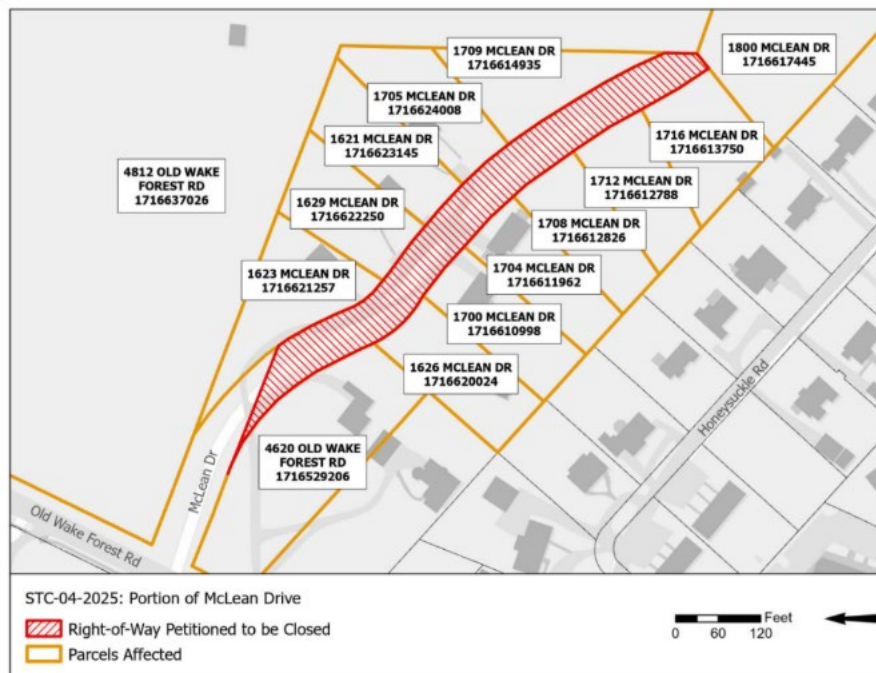 1709 MCLEAN DR
1716614935
1800 MCLEAN DR
1716617445
1705 MCLEAN DR
1716624008
1621 MCLEAN DR
1716623145
1716 MCLEAN DR
1716613750
4812 OLD WAKE
FOREST RD
1716637026
1629 MCLEAN DR
1716622250
1712 MCLEAN DR
1716612788
1708 MCLEAN DR
1716612826
1623 MCLEAN DR
1716621257
1704 MCLEAN DR
1716611962
1700 MCLEAN DR
1716610998
1626 MCLEAN DR
1716620024
4620 OLD WAKE
FOREST RD
1716529206
McLean Dr
Honeysuckle Rd
Old Wake Forest Rd
STC-04-2025: Portion of McLean Drive
Right-of-Way Petitioned to be Closed
Parcels Affected
Feet
0 60 120